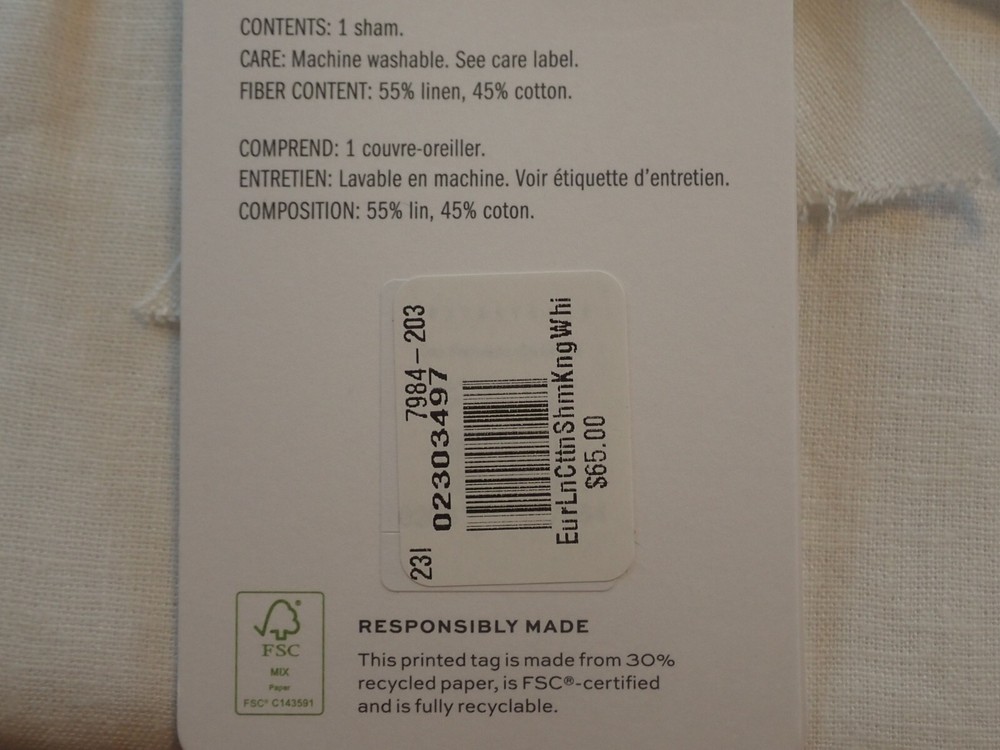 CONTENTS: 1 sham.
CARE: Machine washable. See care label.
FIBER CONTENT: 55% linen, 45% cotton.
COMPREND: 1 couvre-oreiller.
ENTRETIEN: Lavable en machine. Voir étiquette d'entretien.
COMPOSITION: 55% lin, 45% coton.
23! 7984-203
02303497
EurLnCttnShmKngWhi
$65.00
FSC
MIX
Paper
FSC® C143591
RESPONSIBLY MADE
This printed tag is made from 30%
recycled paper, is FSC®-certified
and is fully recyclable.